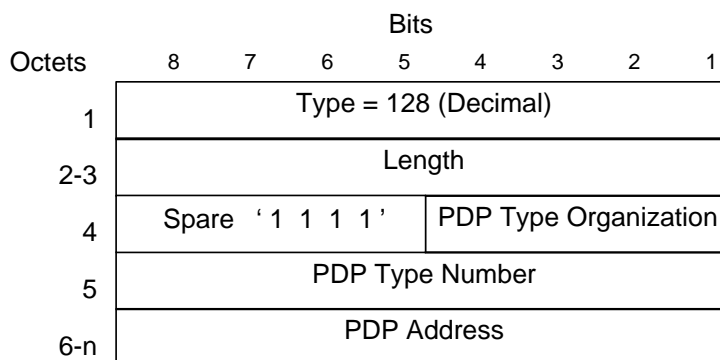 Bits
Octets 8 7 6 5 4 3 2 1
1 Type = 128 (Decimal)
2-3 Length
4 Spare ‘ 1 1 1 1 ’ PDP Type Organization
5 PDP Type Number
6-n PDP Address